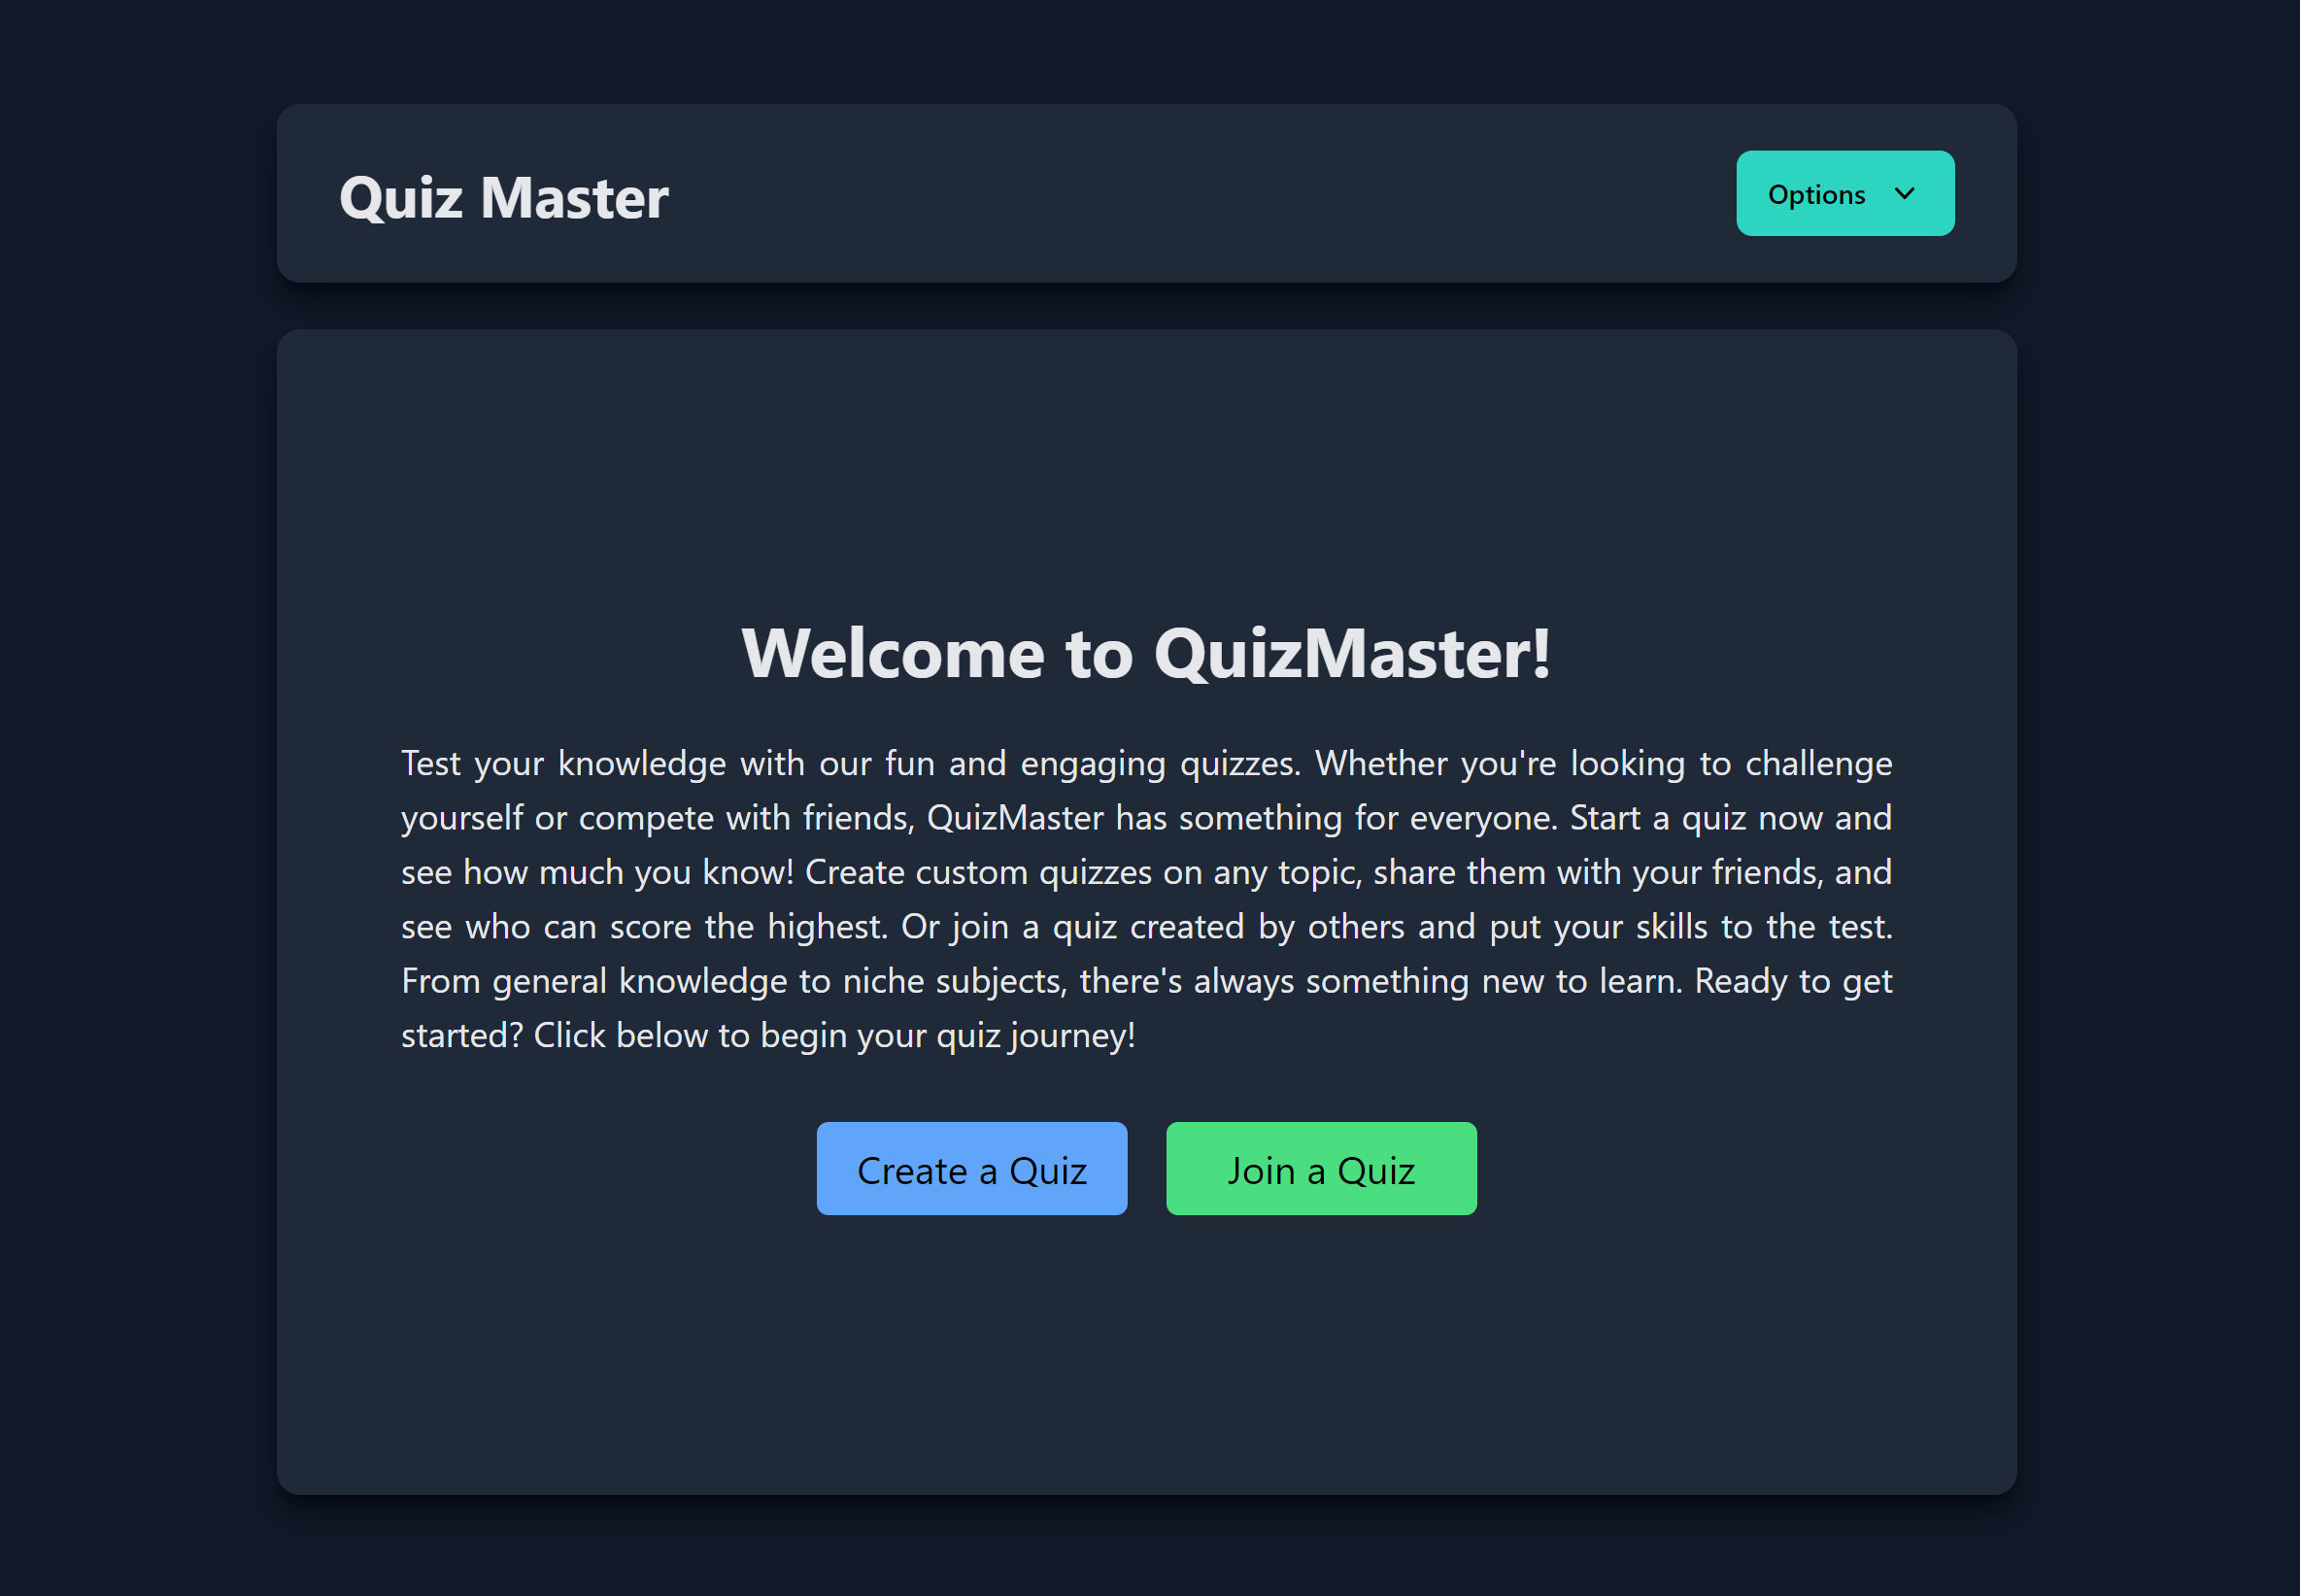 Quiz Master
Options
Welcome to QuizMaster!
Test your knowledge with our fun and engaging quizzes. Whether you're looking to challenge
yourself or compete with friends, QuizMaster has something for everyone. Start a quiz now and
see how much you know! Create custom quizzes on any topic, share them with your friends, and
see who can score the highest. Or join a quiz created by others and put your skills to the test.
From general knowledge to niche subjects, there's always something new to learn. Ready to get
started? Click below to begin your quiz journey!
Create a Quiz
Join a Quiz